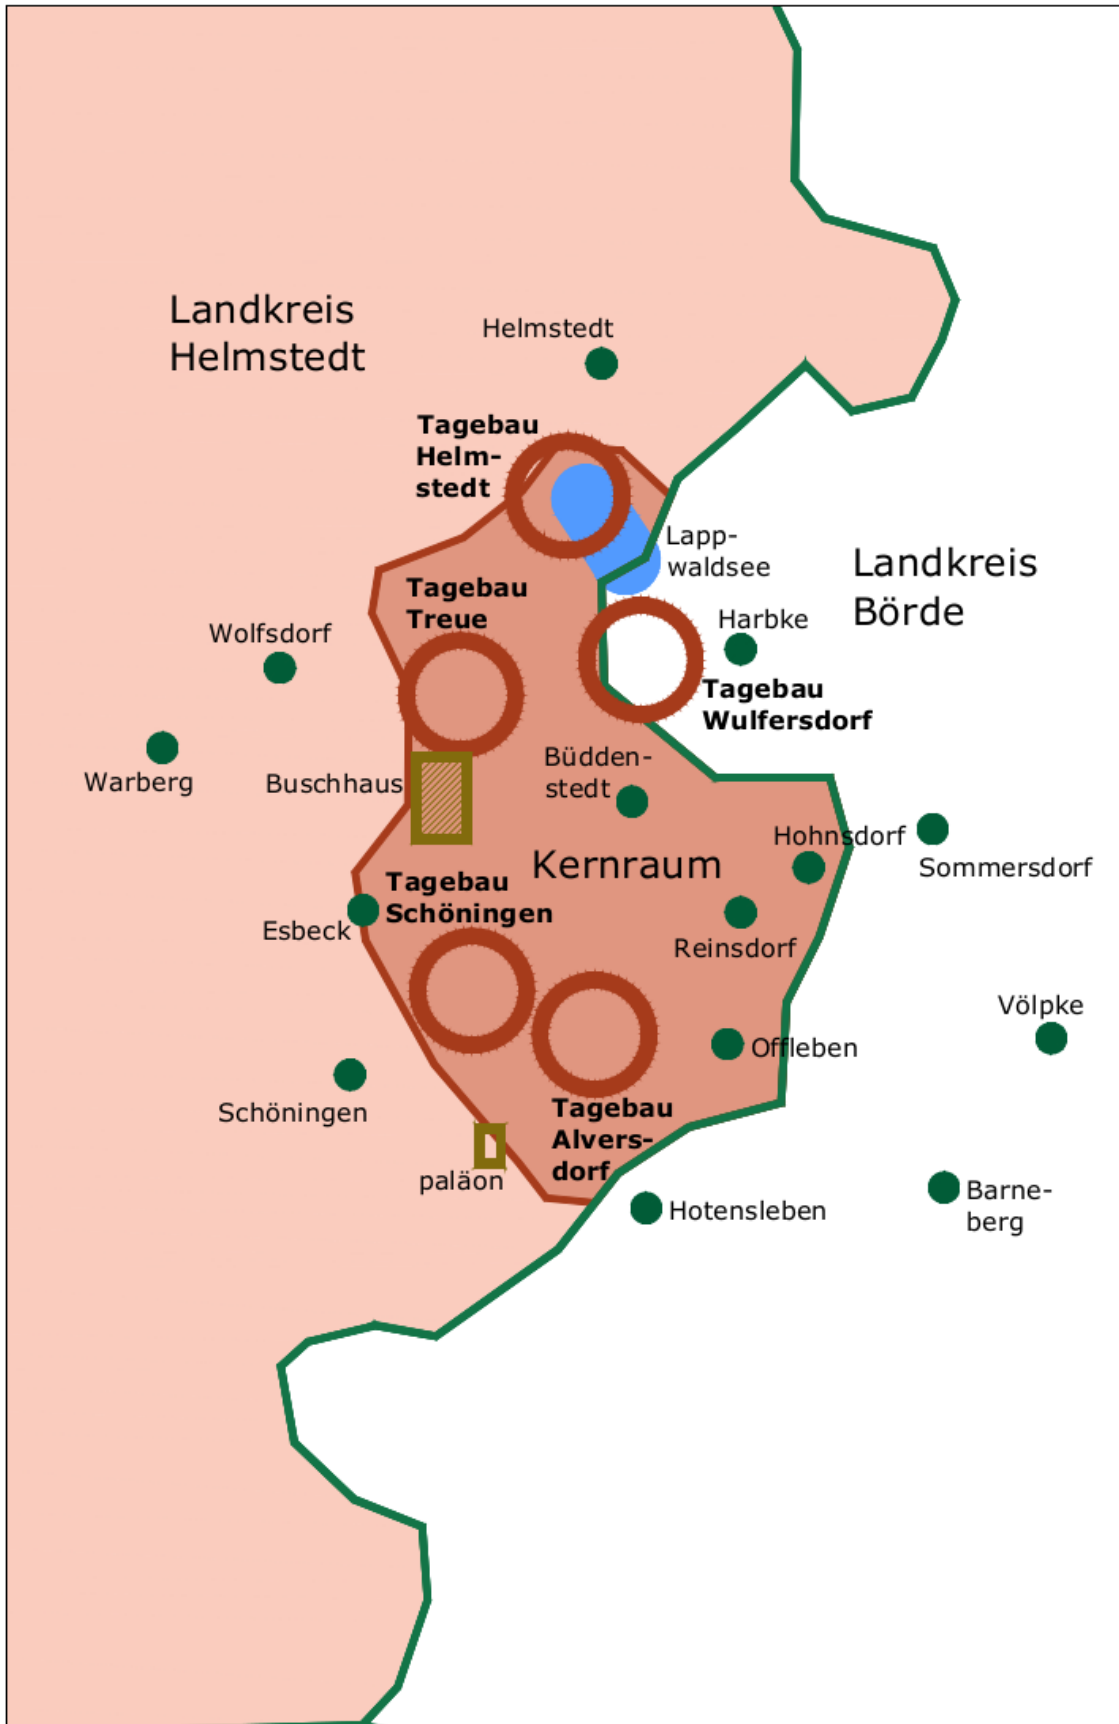 Landkreis
Helmstedt
Helmstedt
Tagebau
Helm-
stedt
Lapp-
waldsee
Landkreis
Börde
Tagebau
Treue
Wolfsdorf
Harbke
Tagebau
Wulfersdorf
Warberg
Buschhaus
Büdden-
stedt
Hohnsdorf
Sommersdorf
Kernraum
Tagebau
Schöningen
Esbeck
Reinsdorf
Völpke
Offleben
Schöningen
Tagebau
Alvers-
dorf
paläon
Hotensleben
Barne-
berg